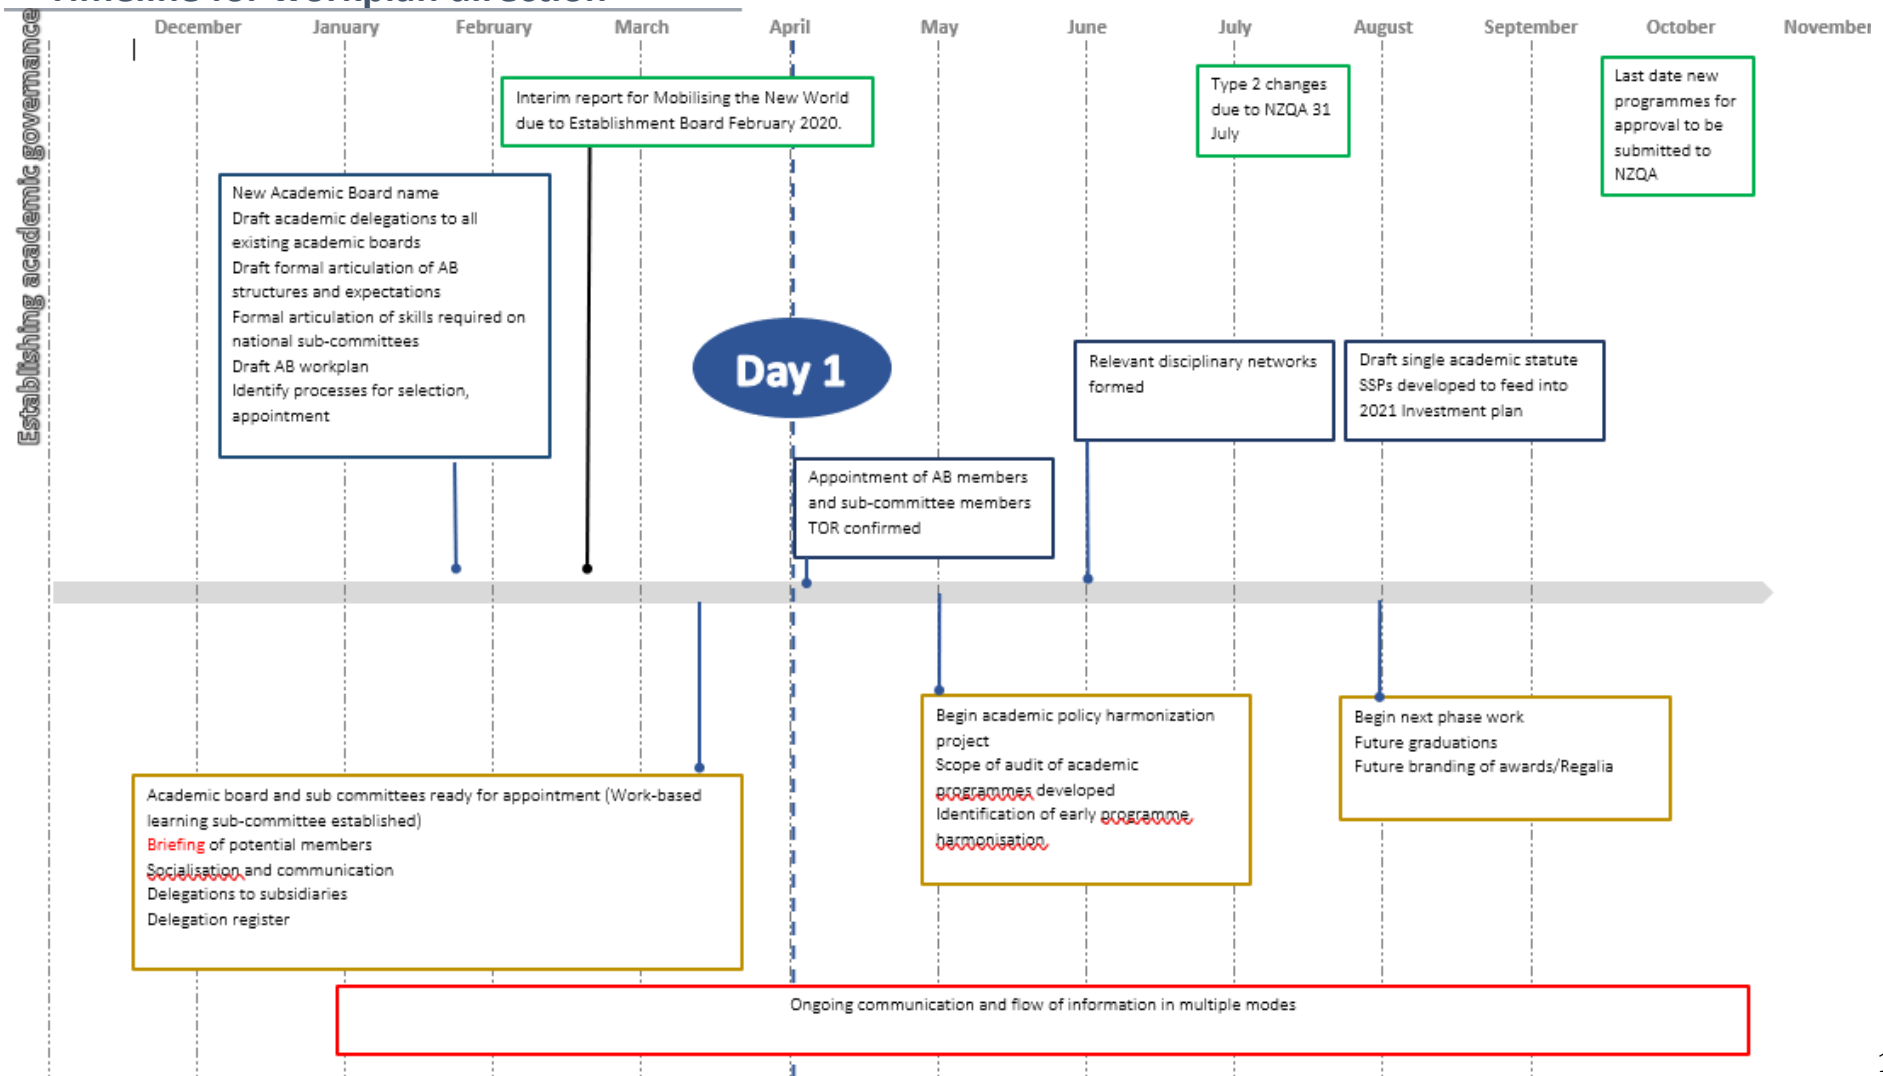 Timeline for workplan direction
December January February March April May June July August September October November
Establishing academic governance
Interim report for Mobilising the New World
due to Establishment Board February 2020.
Type 2 changes
due to NZQA 31
July
Last date new
programmes for
approval to be
submitted to
NZQA
New Academic Board name
Draft academic delegations to all
existing academic boards
Draft formal articulation of AB
structures and expectations
Formal articulation of skills required on
national sub-committees
Draft AB workplan
Identify processes for selection,
appointment
Day 1
Relevant disciplinary networks
formed
Draft single academic statute
SSPs developed to feed into
2021 Investment plan
Appointment of AB members
and sub-committee members
TOR confirmed
Begin academic policy harmonization
project
Scope of audit of academic
programmes developed
Identification of early programme
harmonisation
Begin next phase work
Future graduations
Future branding of awards/Regalia
Academic board and sub committees ready for appointment (Work-based
learning sub-committee established)
Briefing of potential members
Socialisation and communication
Delegations to subsidiaries
Delegation register
Ongoing communication and flow of information in multiple modes